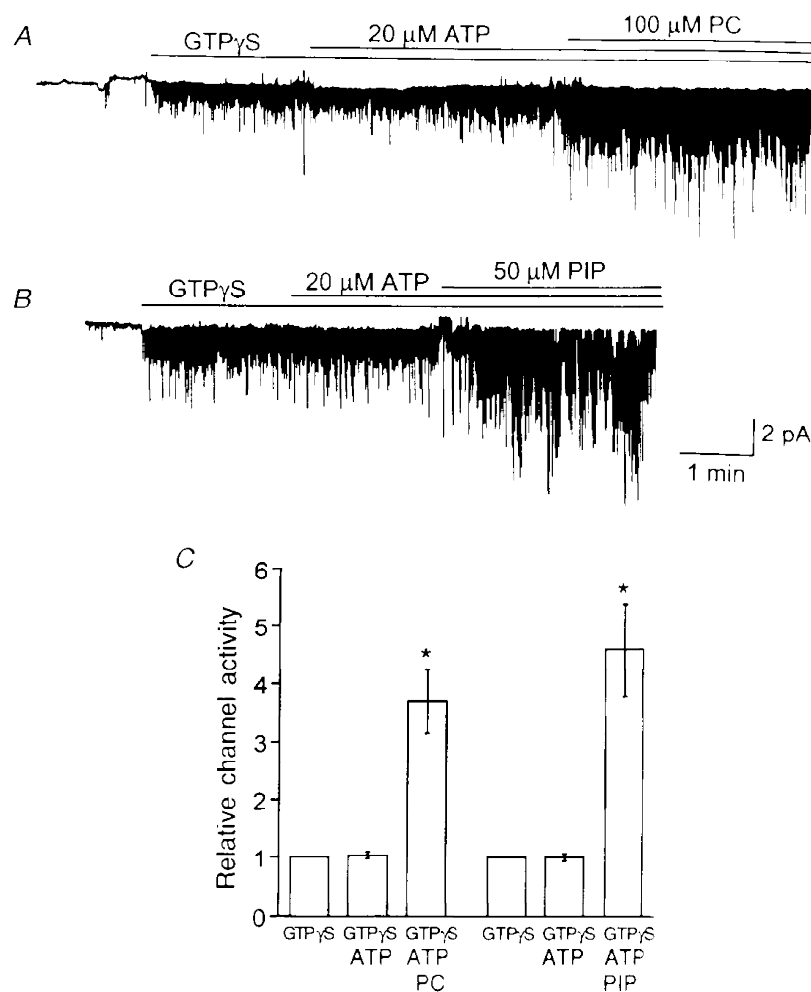 A
GTPγS
20 μM ATP
100 μM PC
B
GTPγS
20 μM ATP
50 μM PIP
2 pA
1 min
C
Relative channel activity
6
5
4
3
2
1
0
*
*
GTPγS
GTPγS
ATP
GTPγS
ATP
PC
GTPγS
GTPγS
ATP
GTPγS
ATP
PIP